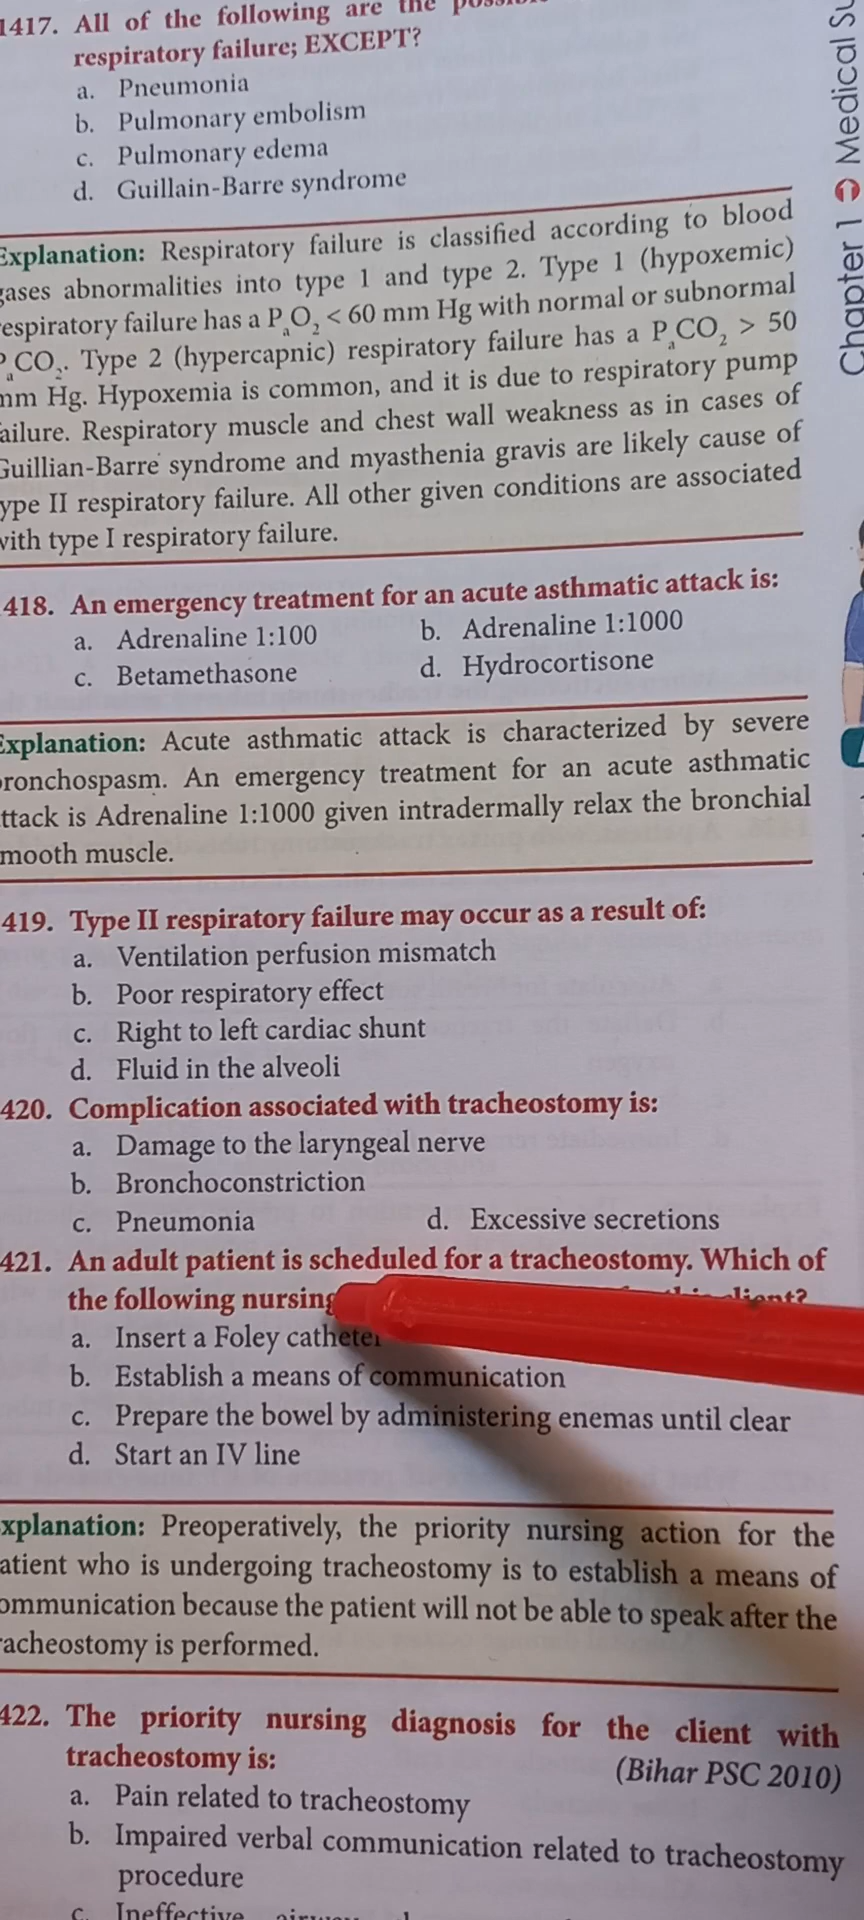 1417. All of the following are the
respiratory failure; EXCEPT?
a. Pneumonia
b. Pulmonary embolism
c. Pulmonary edema
d. Guillain-Barre syndrome
Explanation: Respiratory failure is classified according to blood
gases abnormalities into type 1 and type 2. Type 1 (hypoxemic)
respiratory failure has a PaO2 < 60 mm Hg with normal or subnormal
PaCO2. Type 2 (hypercapnic) respiratory failure has a PaCO2 > 50
mm Hg. Hypoxemia is common, and it is due to respiratory pump
failure. Respiratory muscle and chest wall weakness as in cases of
Guillian-Barre syndrome and myasthenia gravis are likely cause of
ype II respiratory failure. All other given conditions are associated
with type I respiratory failure.
418. An emergency treatment for an acute asthmatic attack is:
a. Adrenaline 1:100 b. Adrenaline 1:1000
c. Betamethasone d. Hydrocortisone
Explanation: Acute asthmatic attack is characterized by severe
bronchospasm. An emergency treatment for an acute asthmatic
ttack is Adrenaline 1:1000 given intradermally relax the bronchial
mooth muscle.
419. Type II respiratory failure may occur as a result of:
a. Ventilation perfusion mismatch
b. Poor respiratory effect
c. Right to left cardiac shunt
d. Fluid in the alveoli
420. Complication associated with tracheostomy is:
a. Damage to the laryngeal nerve
b. Bronchoconstriction
c. Pneumonia d. Excessive secretions
421. An adult patient is scheduled for a tracheostomy. Which of
the following nursing client?
a. Insert a Foley catheter
b. Establish a means of communication
c. Prepare the bowel by administering enemas until clear
d. Start an IV line
xplanation: Preoperatively, the priority nursing action for the
atient who is undergoing tracheostomy is to establish a means of
ommunication because the patient will not be able to speak after the
racheostomy is performed.
422. The priority nursing diagnosis for the client with
tracheostomy is: (Bihar PSC 2010)
a. Pain related to tracheostomy
b. Impaired verbal communication related to tracheostomy
procedure
c. Ineffective
Chapter 1 Medical Su